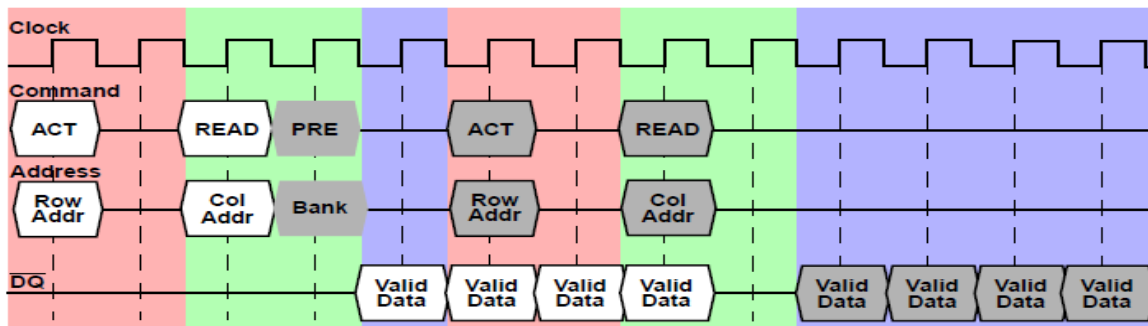 Clock
Command
ACT READ PRE ACT READ
Address
Row Col Bank Row Col
Addr Addr Addr Addr
DQ
Valid Valid Valid Valid Valid Valid Valid Valid
Data Data Data Data Data Data Data Data